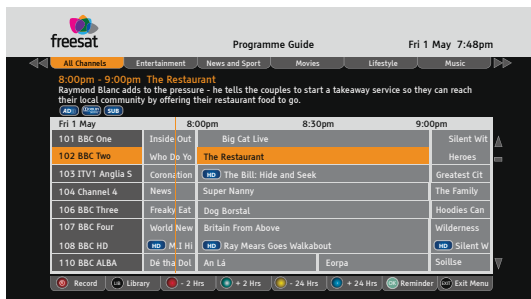 freesat
Programme Guide
Fri 1 May 7:48pm
All Channels Entertainment News and Sport Movies Lifestyle Music
8:00pm - 9:00pm The Restaurant
Raymond Blanc adds to the pressure - he tells the couples to start a takeaway service so they can reach
their local community by offering their restaurant food to go.
AD SUB
Fri 1 May 8:00pm 8:30pm 9:00pm
101 BBC One Inside Out Big Cat Live Silent Wit
102 BBC Two Who Do Yo The Restaurant Heroes
103 ITV1 Anglia S Coronation HD The Bill: Hide and Seek Greatest Cit
104 Channel 4 News Super Nanny The Family
106 BBC Three Freaky Eat Dog Borstal Hoodies Can
107 BBC Four World New Britain From Above Wilderness
108 BBC HD HD M.I Hi HD Ray Mears Goes Walkabout HD Silent W
110 BBC ALBA Dé tha Dol An Lá Eorpa Soillse
R Record LIB Library - 2 Hrs + 2 Hrs - 24 Hrs + 24 Hrs OK Reminder EXIT Exit Menu